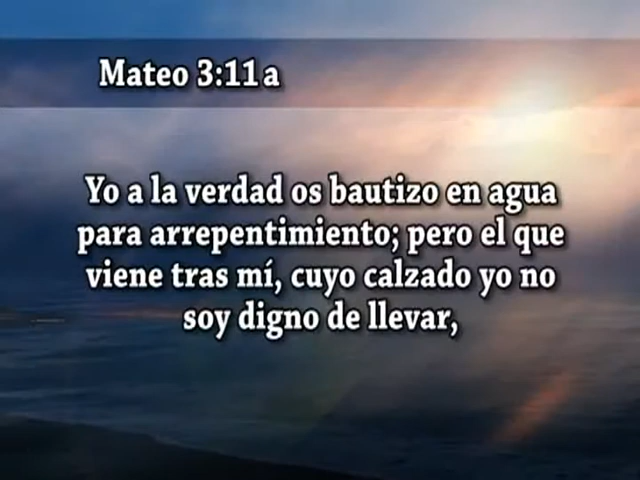 Mateo 3:11a
Yo a la verdad os bautizo en agua
para arrepentimiento; pero el que
viene tras mí, cuyo calzado yo no
soy digno de llevar,